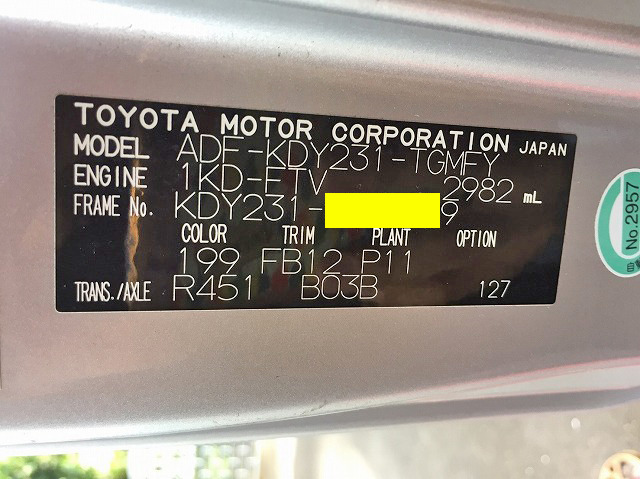 TOYOTA MOTOR CORPORATION JAPAN
MODEL ADF-KDY231-TGMFY
ENGINE 1KD-FTV 2982 mL
FRAME No. KDY231- 9
COLOR TRIM PLANT OPTION
199 FB12 P11
TRANS./AXLE R451 B03B 127
No.2957